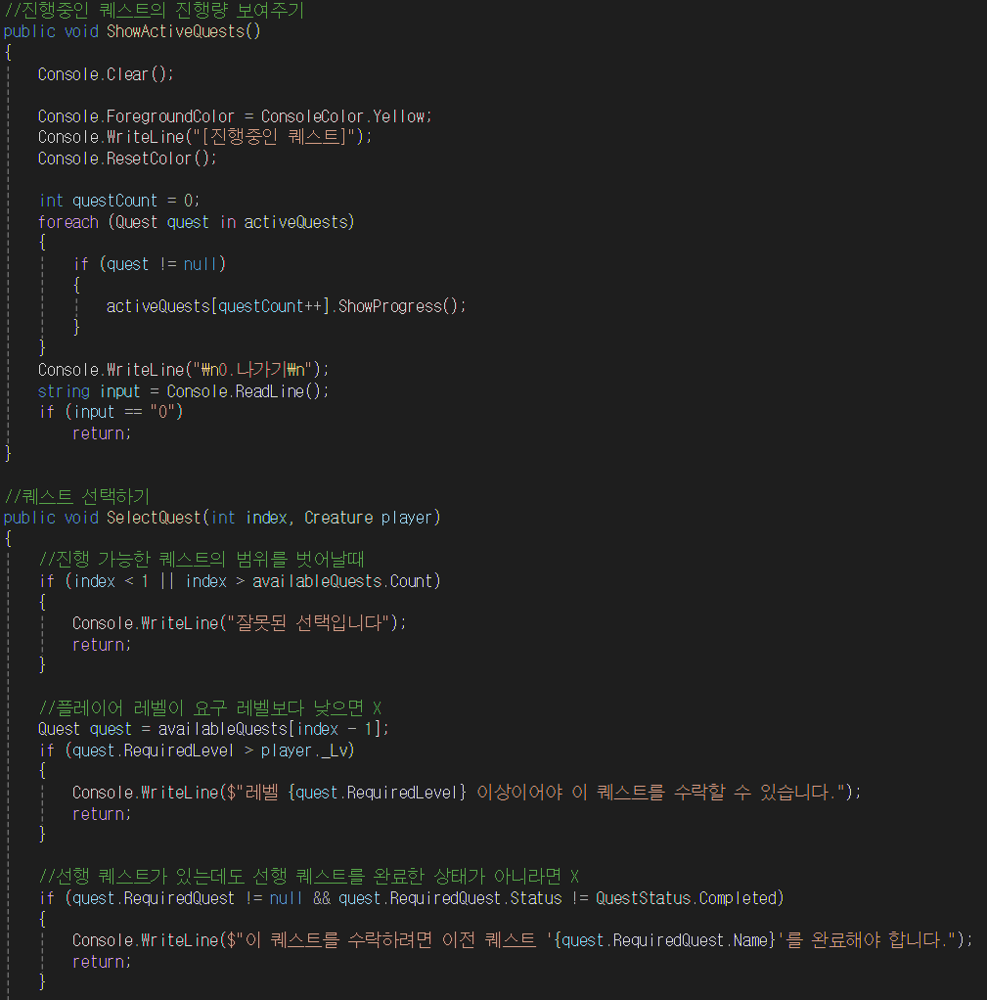 //진행중인 퀘스트의 진행량 보여주기
public void ShowActiveQuests()
{
Console.Clear();
Console.ForegroundColor = ConsoleColor.Yellow;
Console.WriteLine("[진행중인 퀘스트]");
Console.ResetColor();
int questCount = 0;
foreach (Quest quest in activeQuests)
{
if (quest != null)
{
activeQuests[questCount++].ShowProgress();
}
}
Console.WriteLine("₩n0.나가기₩n");
string input = Console.ReadLine();
if (input == "0")
return;
}
//퀘스트 선택하기
public void SelectQuest(int index, Creature player)
{
//진행 가능한 퀘스트의 범위를 벗어날때
if (index < 1 || index > availableQuests.Count)
{
Console.WriteLine("잘못된 선택입니다");
return;
}
//플레이어 레벨이 요구 레벨보다 낮으면 X
Quest quest = availableQuests[index - 1];
if (quest.RequiredLevel > player._Lv)
{
Console.WriteLine($"레벨 {quest.RequiredLevel} 이상이어야 이 퀘스트를 수락할 수 있습니다.");
return;
}
//선행 퀘스트가 있는데도 선행 퀘스트를 완료한 상태가 아니라면 X
if (quest.RequiredQuest != null && quest.RequiredQuest.Status != QuestStatus.Completed)
{
Console.WriteLine($"이 퀘스트를 수락하려면 이전 퀘스트 '{quest.RequiredQuest.Name}'를 완료해야 합니다.");
return;
}